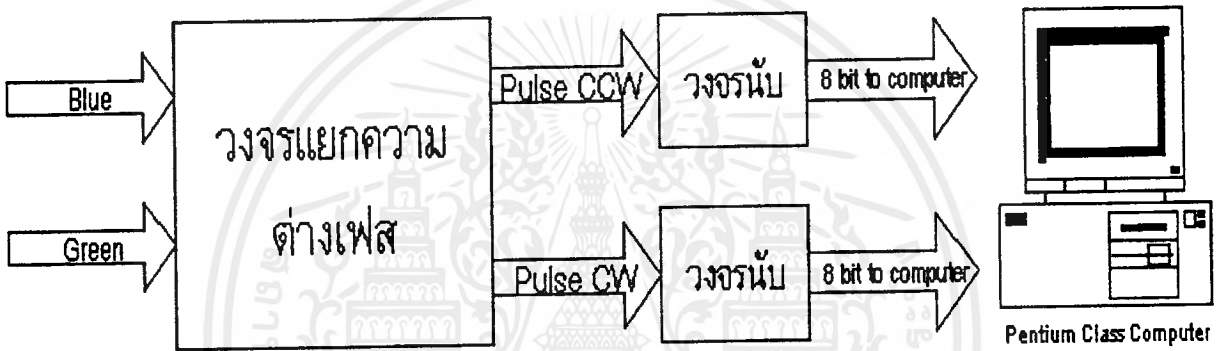 Blue
Green
วงจรแยกความ
ต่างเฟส
Pulse CCW
วงจรนับ
8 bit to computer
Pulse CW
วงจรนับ
8 bit to computer
Pentium Class Computer